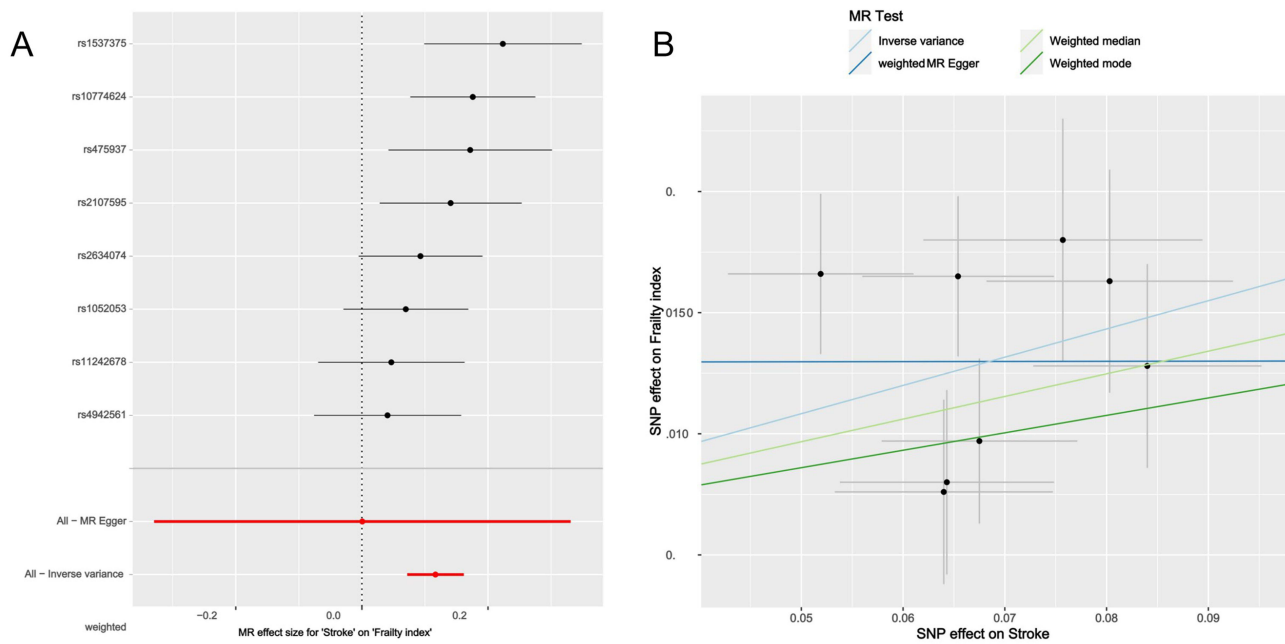 A
rs1537375
rs10774624
rs475937
rs2107595
rs2634074
rs1052053
rs11242678
rs4942561
All − MR Egger
All − Inverse variance
weighted
−0.2
0.0
0.2
MR effect size for 'Stroke' on 'Frailty index'
B
MR Test
Inverse variance
Weighted median
weighted MR Egger
Weighted mode
SNP effect on Frailty index
0.
0150
.010
0.
0.05
0.06
0.07
0.08
0.09
SNP effect on Stroke